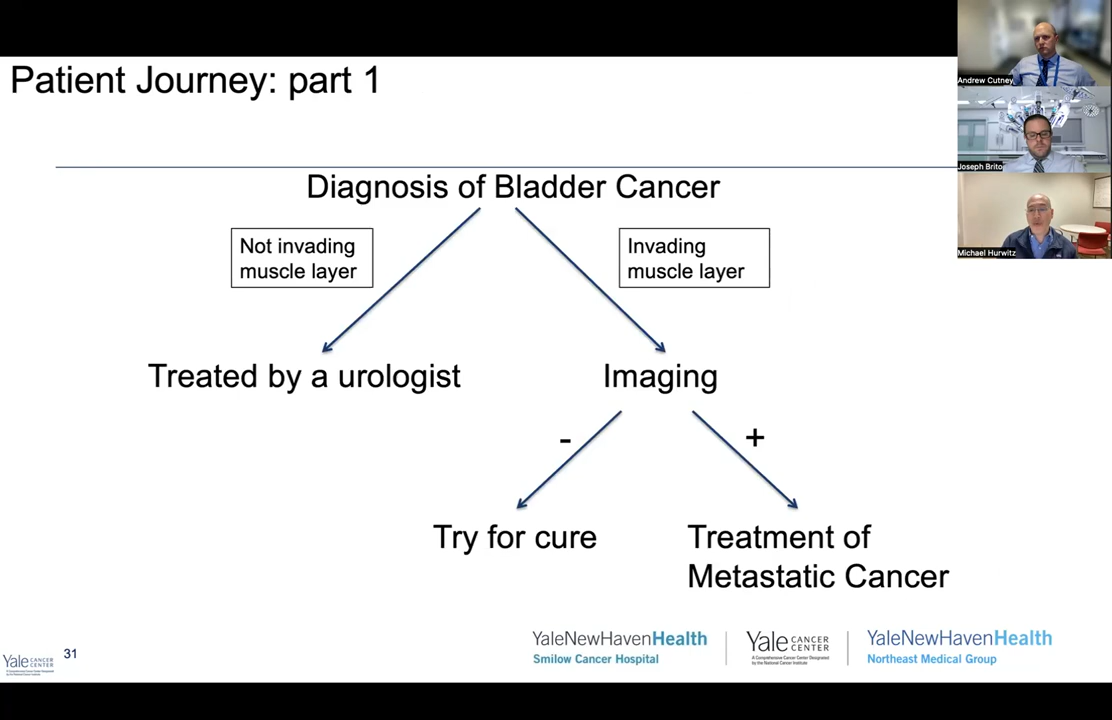 Patient Journey: part 1
Andrew Cutney
Joseph Brito
Michael Hurwitz
Diagnosis of Bladder Cancer
Not invading
muscle layer
Invading
muscle layer
Treated by a urologist
Imaging
-
+
Try for cure
Treatment of
Metastatic Cancer
YaleNewHavenHealth
Smilow Cancer Hospital
Yale CANCER CENTER
A Comprehensive Cancer Center Designated
by the National Cancer Institute
YaleNewHavenHealth
Northeast Medical Group
Yale CANCER CENTER
31